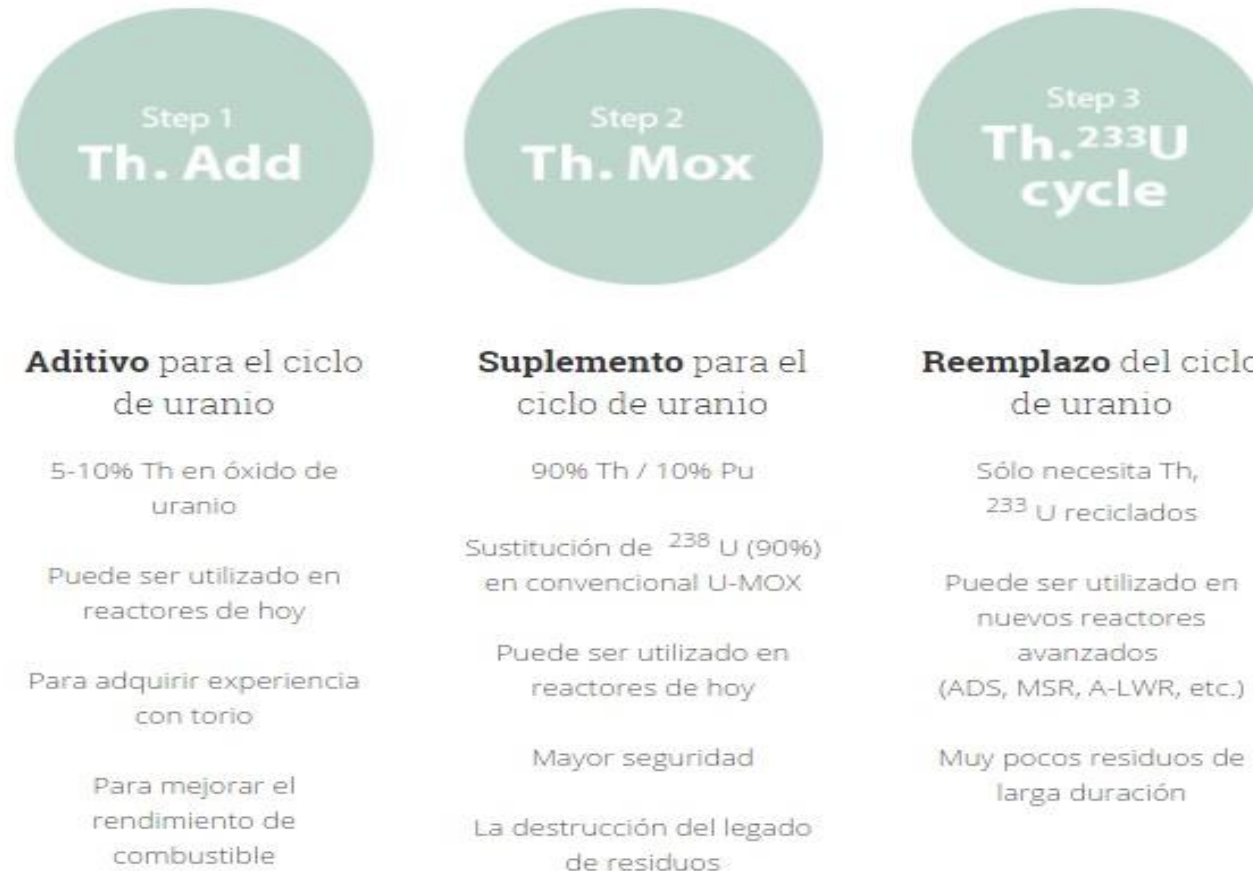 Step 1
Th. Add
Aditivo para el ciclo
de uranio
5-10% Th en óxido de
uranio
Puede ser utilizado en
reactores de hoy
Para adquirir experiencia
con torio
Para mejorar el
rendimiento de
combustible
Step 2
Th. Mox
Suplemento para el
ciclo de uranio
90% Th / 10% Pu
Sustitución de ²³⁸ U (90%)
en convencional U-MOX
Puede ser utilizado en
reactores de hoy
Mayor seguridad
La destrucción del legado
de residuos
Step 3
Th.²³³U
cycle
Reemplazo del ciclo
de uranio
Sólo necesita Th,
²³³ U reciclados
Puede ser utilizado en
nuevos reactores
avanzados
(ADS, MSR, A-LWR, etc.)
Muy pocos residuos de
larga duración